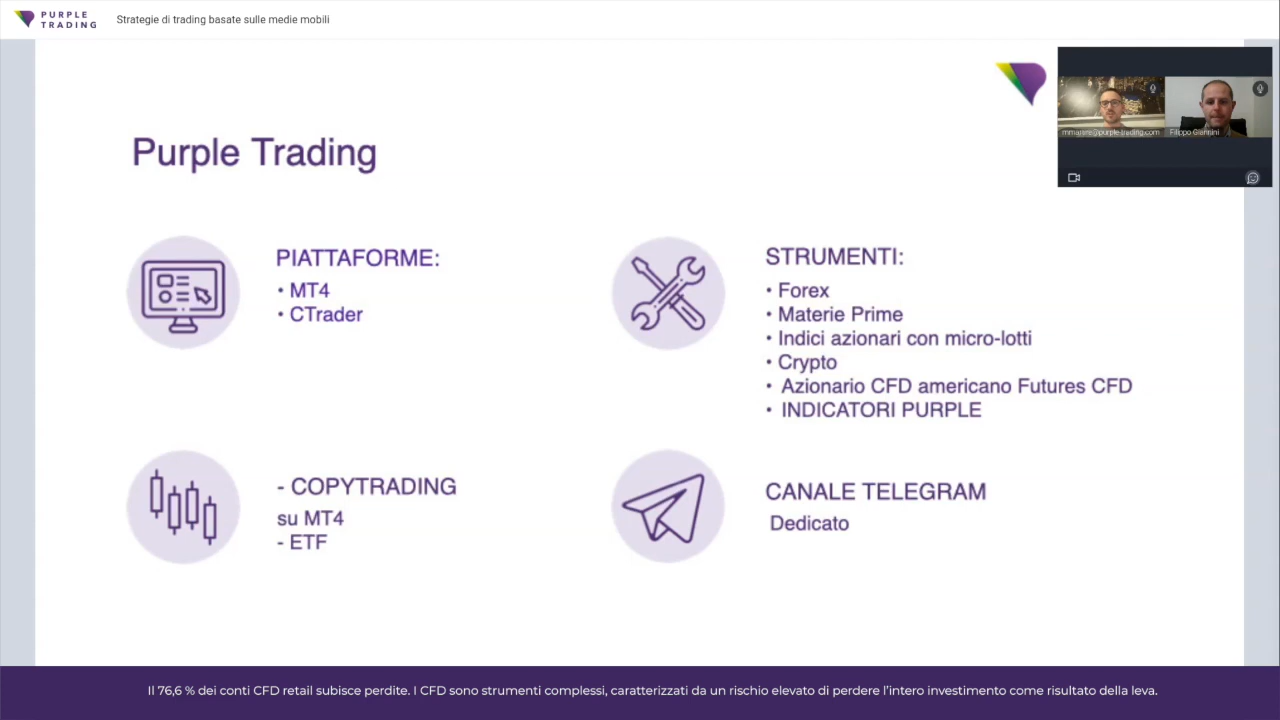 PURPLE
TRADING
Strategie di trading basate sulle medie mobili
Purple Trading
PIATTAFORME:
• MT4
• CTrader
STRUMENTI:
• Forex
• Materie Prime
• Indici azionari con micro-lotti
• Crypto
• Azionario CFD americano Futures CFD
• INDICATORI PURPLE
- COPYTRADING
su MT4
- ETF
CANALE TELEGRAM
Dedicato
Filippo Giannini
Il 76,6 % dei conti CFD retail subisce perdite. I CFD sono strumenti complessi, caratterizzati da un rischio elevato di perdere l'intero investimento come risultato della leva.